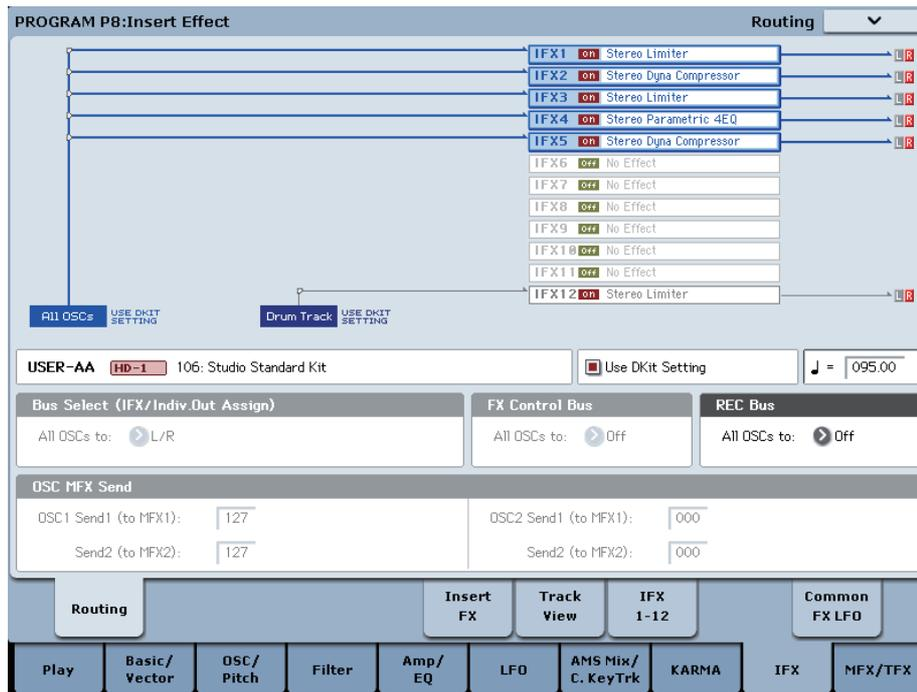 PROGRAM P8:Insert Effect Routing
IFX1 on Stereo Limiter L R
IFX2 on Stereo Dyna Compressor L R
IFX3 on Stereo Limiter L R
IFX4 on Stereo Parametric 4EQ L R
IFX5 on Stereo Dyna Compressor L R
IFX6 Off No Effect
IFX7 Off No Effect
IFX8 Off No Effect
IFX9 Off No Effect
IFX10 Off No Effect
IFX11 Off No Effect
IFX12 on Stereo Limiter L R
All OSCs USE DKIT SETTING Drum Track USE DKIT SETTING
USER-AA HD-1 106: Studio Standard Kit Use DKit Setting ♩ = 095.00
Bus Select (IFX/Indiv.Out Assign) FX Control Bus REC Bus
All OSCs to: L/R All OSCs to: Off All OSCs to: Off
OSC MFX Send
OSC1 Send1 (to MFX1): 127 OSC2 Send1 (to MFX1): 000
Send2 (to MFX2): 127 Send2 (to MFX2): 000
Routing Insert FX Track View IFX 1-12 Common FX LFO
Play Basic/Vector OSC/Pitch Filter Amp/EQ LFO AMS Mix/C. KeyTrk KARMA IFX MFX/TFX